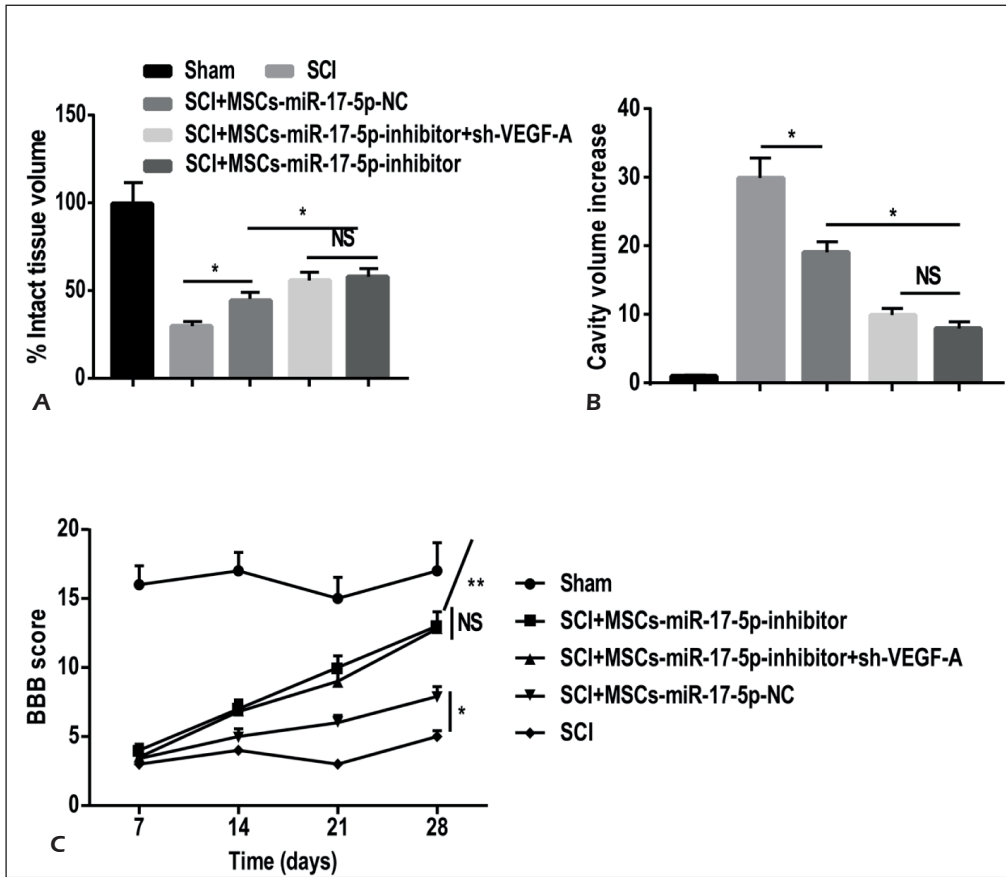 Sham SCI
SCI+MSCs-miR-17-5p-NC
SCI+MSCs-miR-17-5p-inhibitor+sh-VEGF-A
SCI+MSCs-miR-17-5p-inhibitor
% Intact tissue volume
150
100
50
0
*
*
NS
A
Cavity volume increase
40
30
20
10
0
*
*
NS
B
BBB score
20
15
10
5
0
**
NS
*
7 14 21 28
Time (days)
Sham
SCI+MSCs-miR-17-5p-inhibitor
SCI+MSCs-miR-17-5p-inhibitor+sh-VEGF-A
SCI+MSCs-miR-17-5p-NC
SCI
C